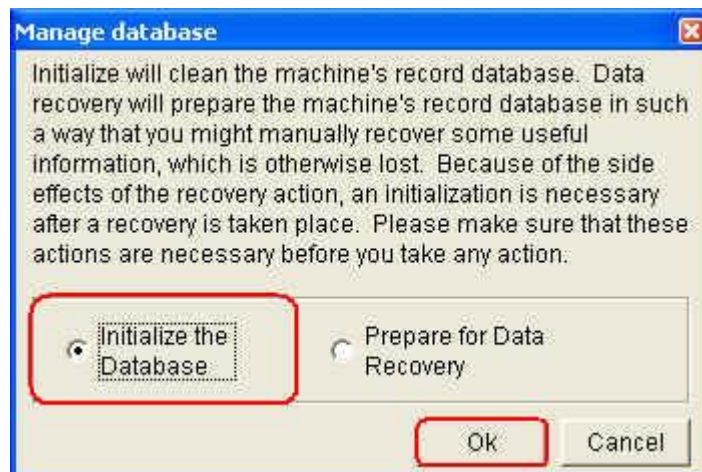 Manage database
Initialize will clean the machine's record database.  Data
recovery will prepare the machine's record database in such
a way that you might manually recover some useful
information, which is otherwise lost.  Because of the side
effects of the recovery action, an initialization is necessary
after a recovery is taken place.  Please make sure that these
actions are necessary before you take any action.
Initialize the
Database
Prepare for Data
Recovery
Ok
Cancel